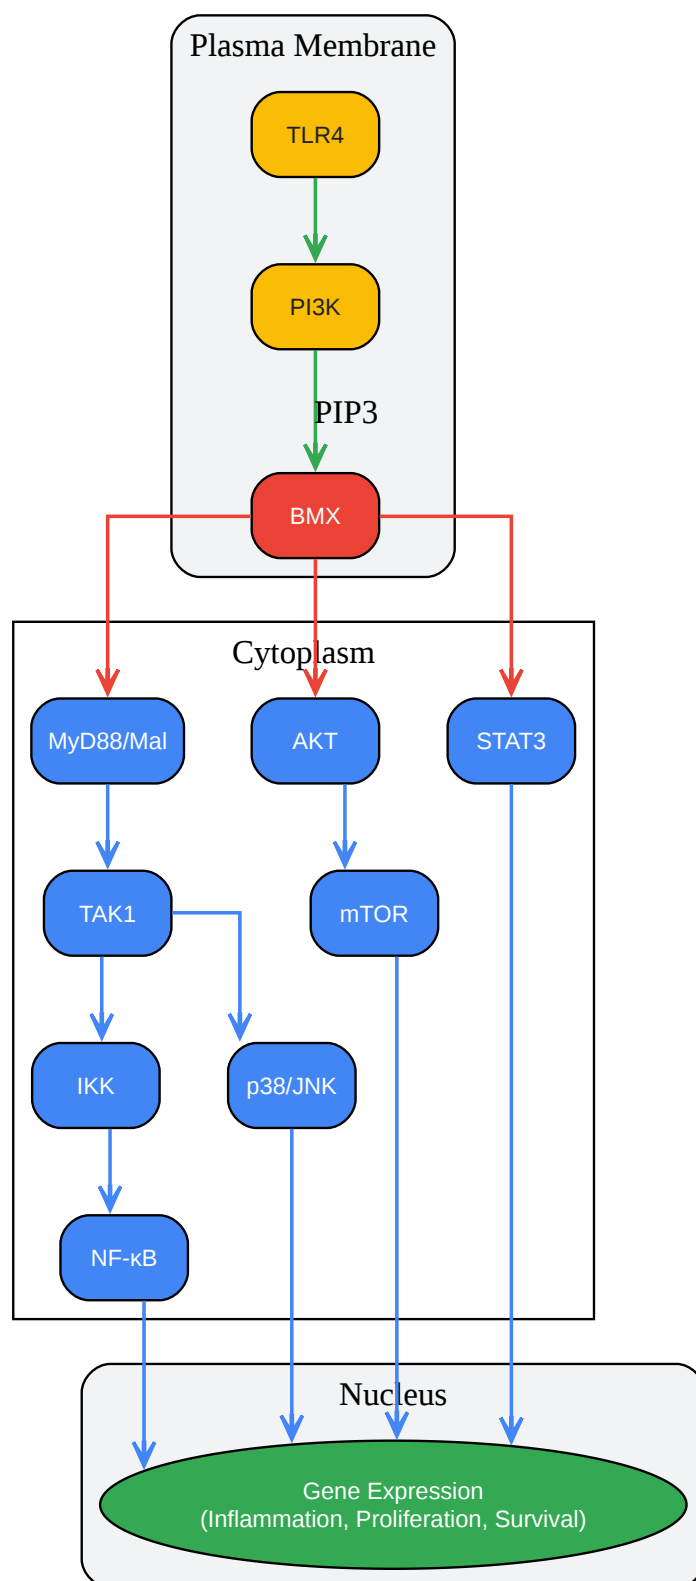 Plasma Membrane
TLR4
PI3K
PIP3
BMX
Cytoplasm
MyD88/Mal
AKT
STAT3
TAK1
mTOR
IKK
p38/JNK
NF-κB
Nucleus
Gene Expression
(Inflammation, Proliferation, Survival)